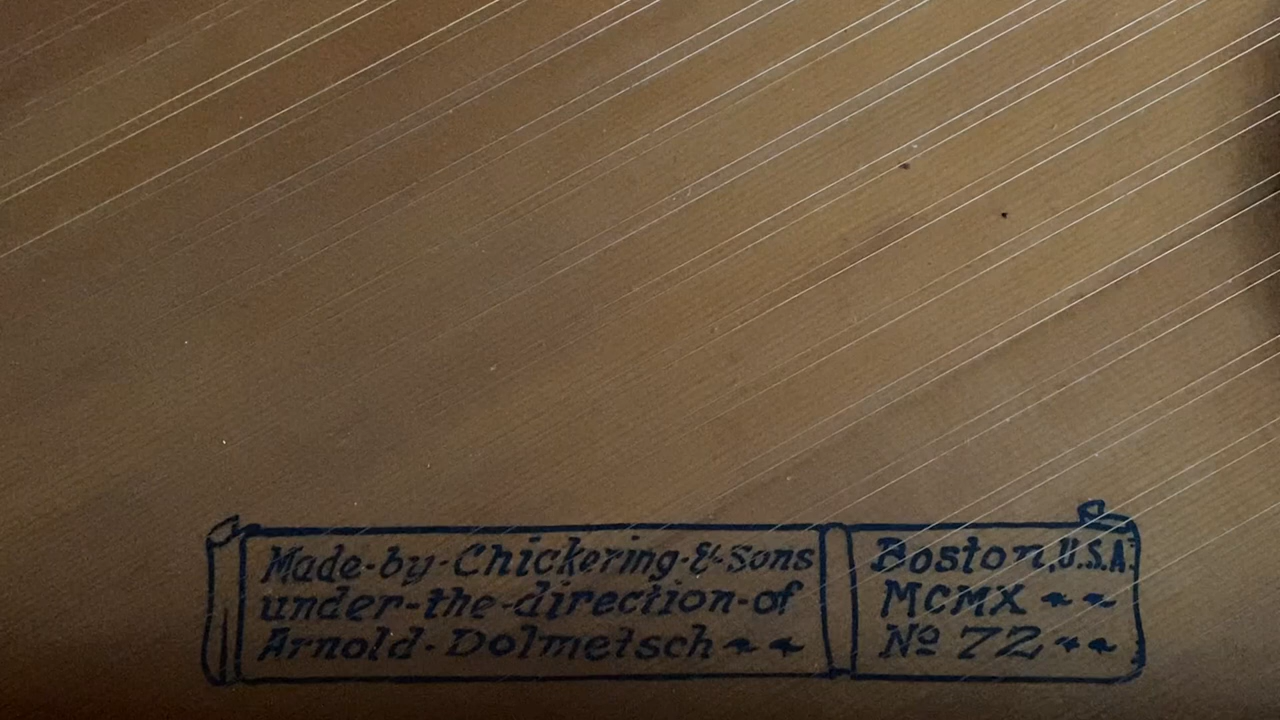 Made-by-Chickering-&-Sons
under-the-direction-of
Arnold-Dolmetsch
Boston, U.S.A.
MCMX
No 72